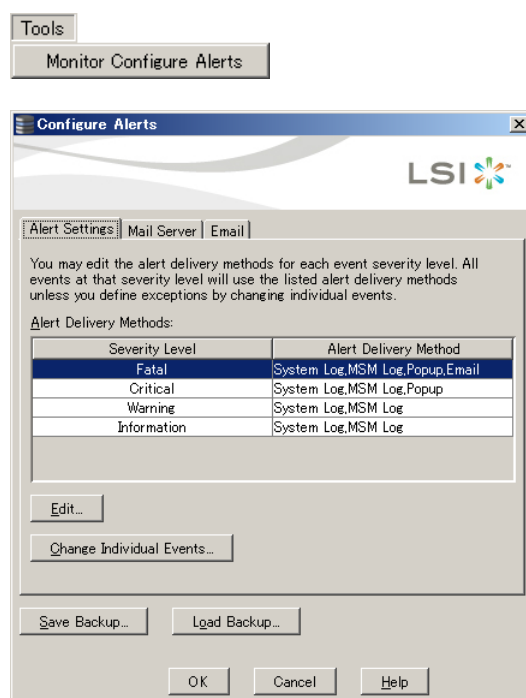 Tools
Monitor Configure Alerts
Configure Alerts
LSI
Alert Settings Mail Server Email
You may edit the alert delivery methods for each event severity level. All
events at that severity level will use the listed alert delivery methods
unless you define exceptions by changing individual events.
Alert Delivery Methods:
Severity Level Alert Delivery Method
Fatal System Log,MSM Log,Popup,Email
Critical System Log,MSM Log,Popup
Warning System Log,MSM Log
Information System Log,MSM Log
Edit...
Change Individual Events...
Save Backup... Load Backup...
OK Cancel Help